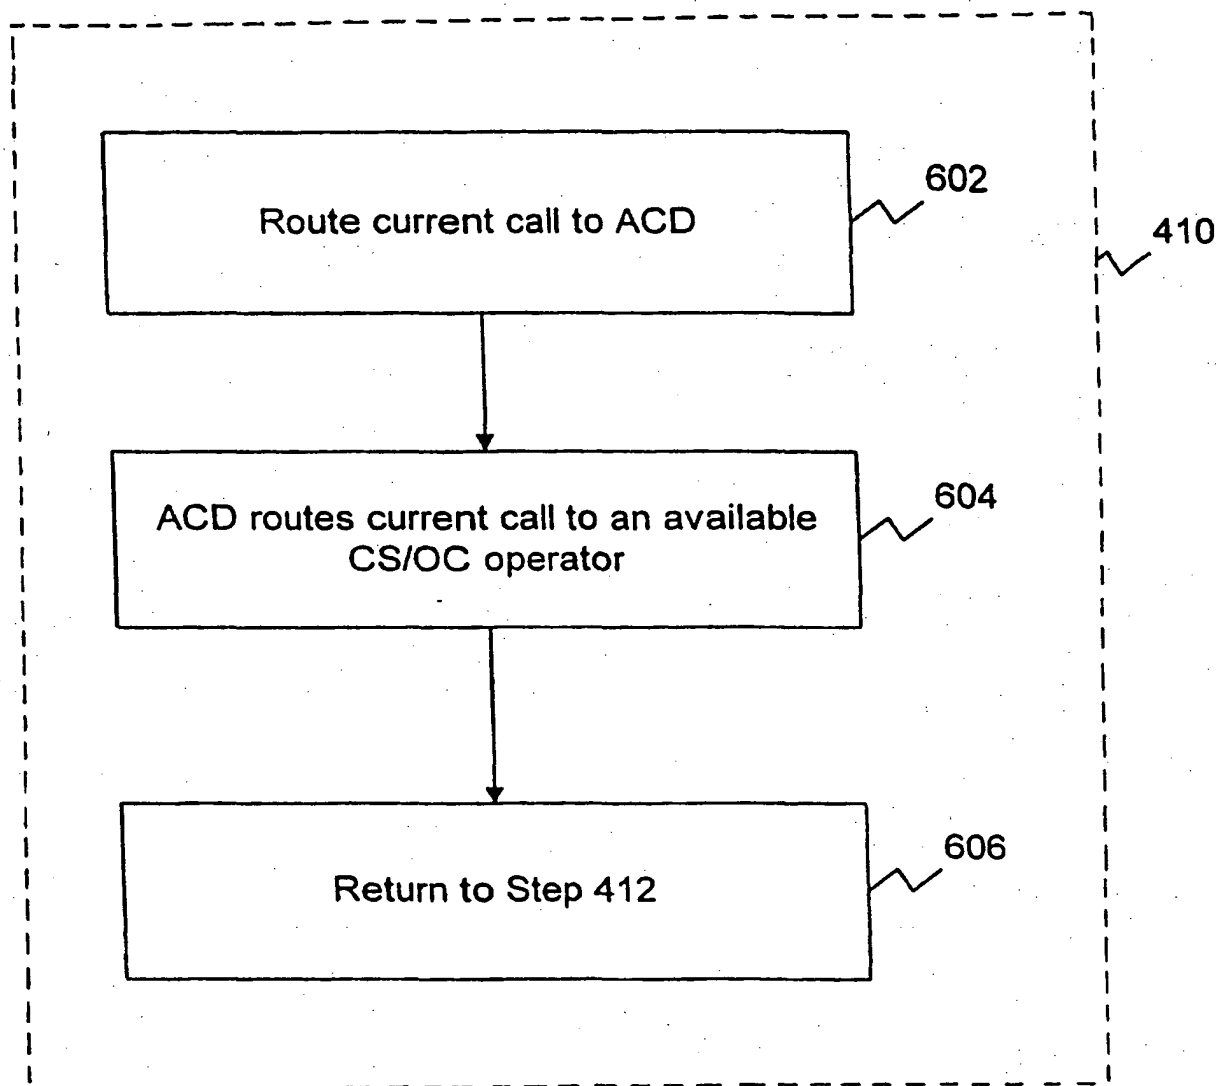 Route current call to ACD
602
410
ACD routes current call to an available
CS/OC operator
604
Return to Step 412
606